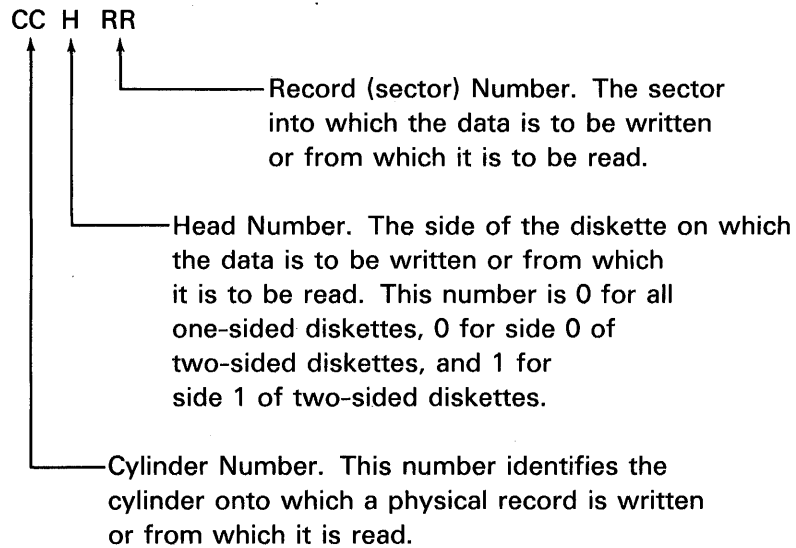 CC H RR
Record (sector) Number. The sector
into which the data is to be written
or from which it is to be read.
Head Number. The side of the diskette on which
the data is to be written or from which
it is to be read. This number is 0 for all
one-sided diskettes, 0 for side 0 of
two-sided diskettes, and 1 for
side 1 of two-sided diskettes.
Cylinder Number. This number identifies the
cylinder onto which a physical record is written
or from which it is read.